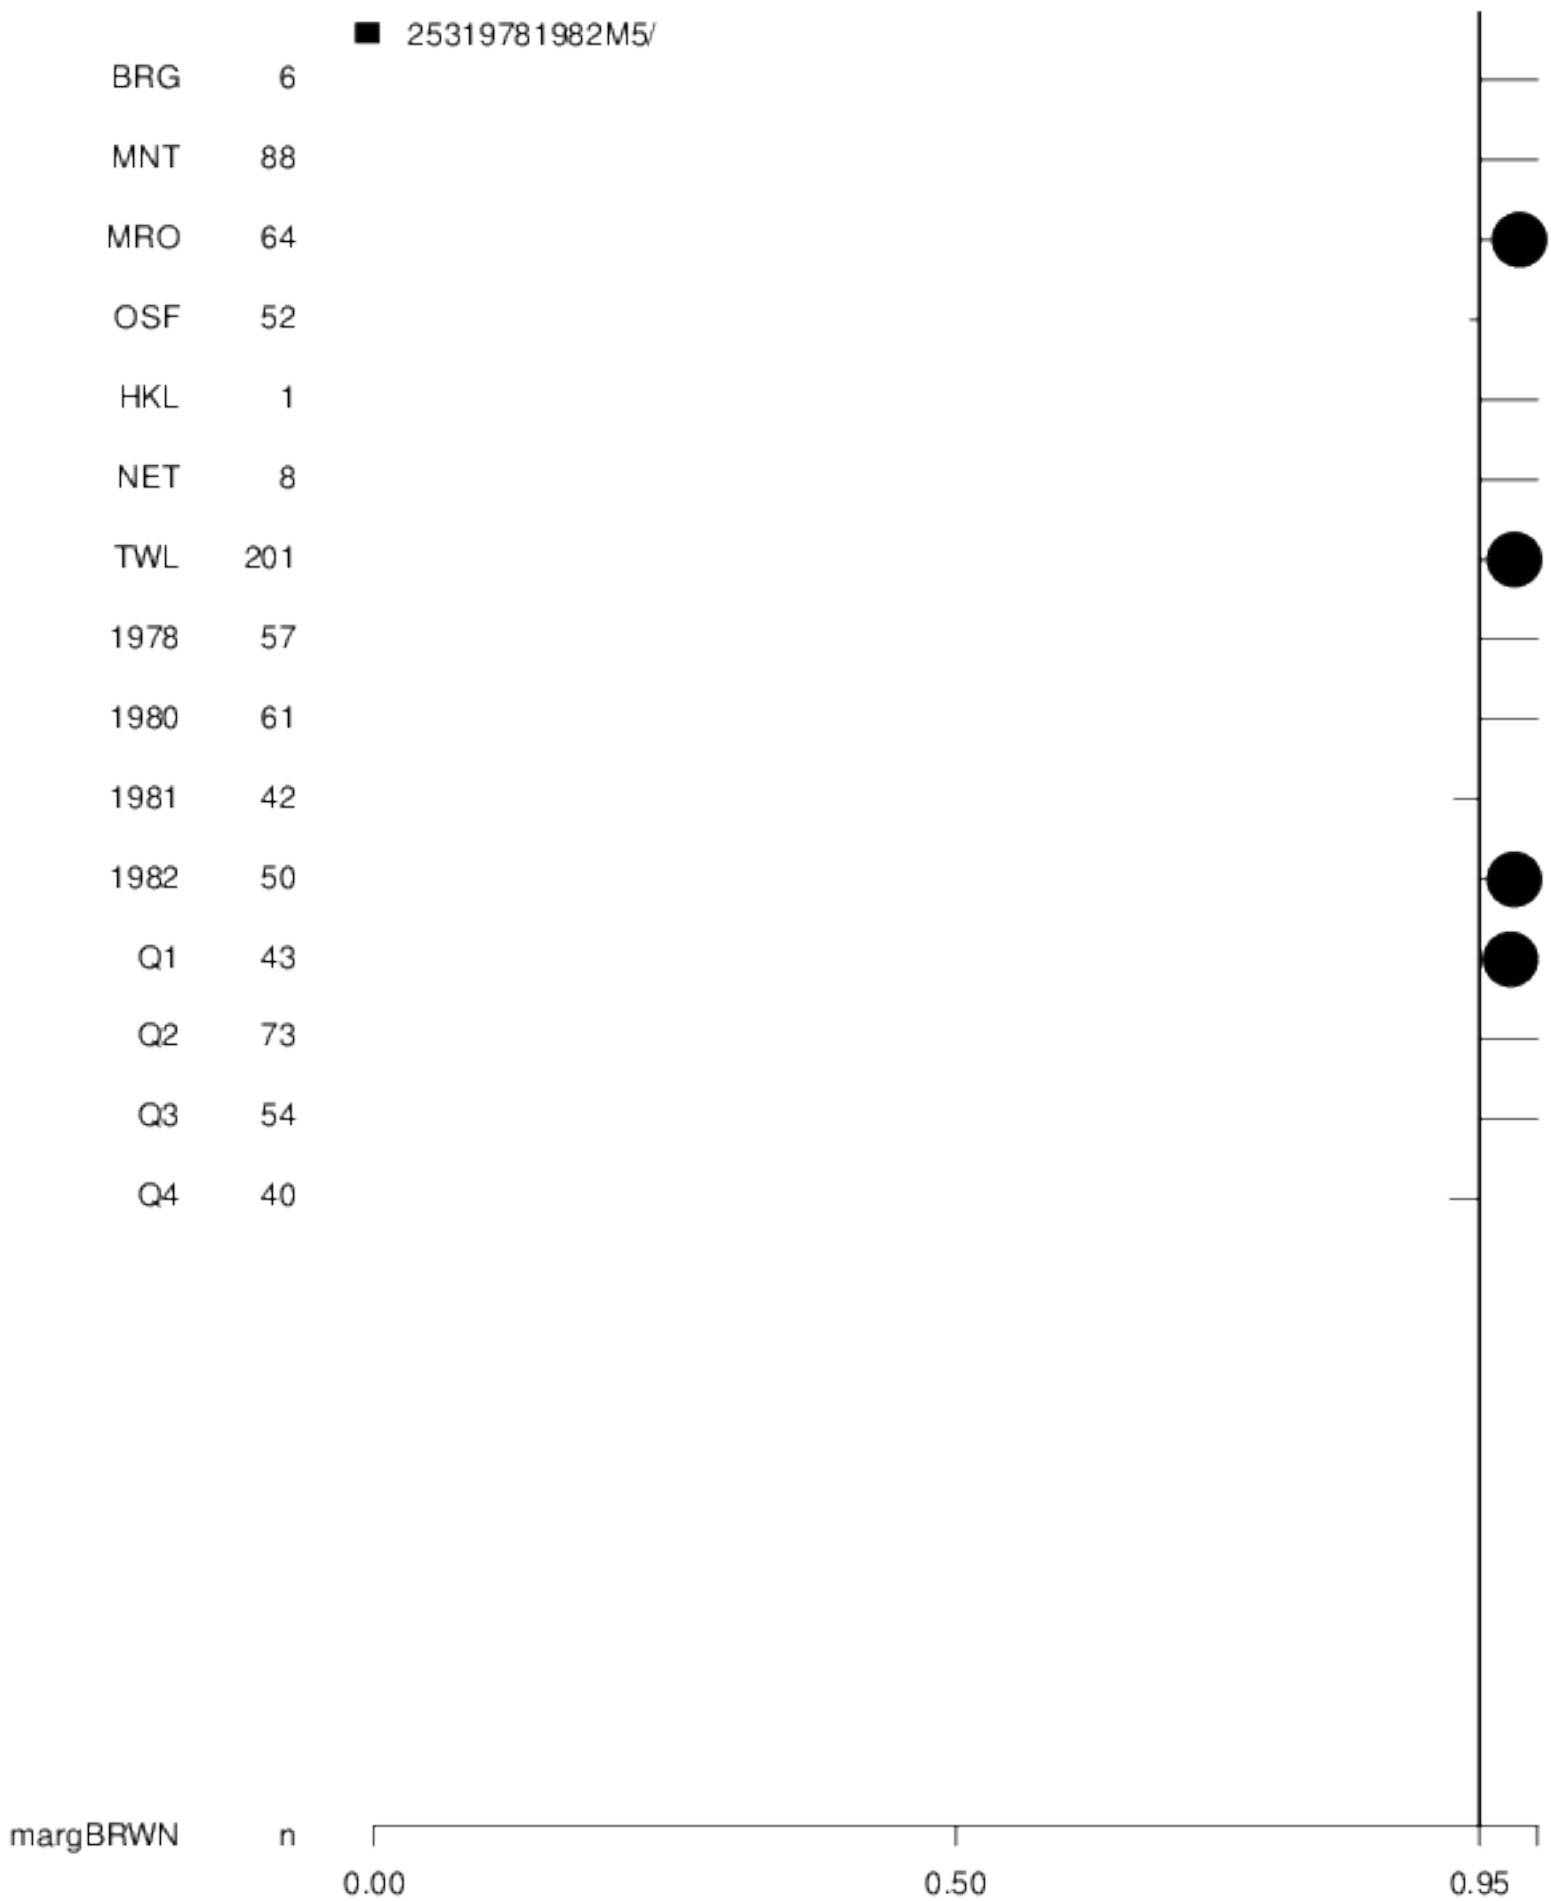 25319781982M5/
BRG 6
MNT 88
MRO 64
OSF 52
HKL 1
NET 8
TWL 201
1978 57
1980 61
1981 42
1982 50
Q1 43
Q2 73
Q3 54
Q4 40
margBRWN n
0.00 0.50 0.95